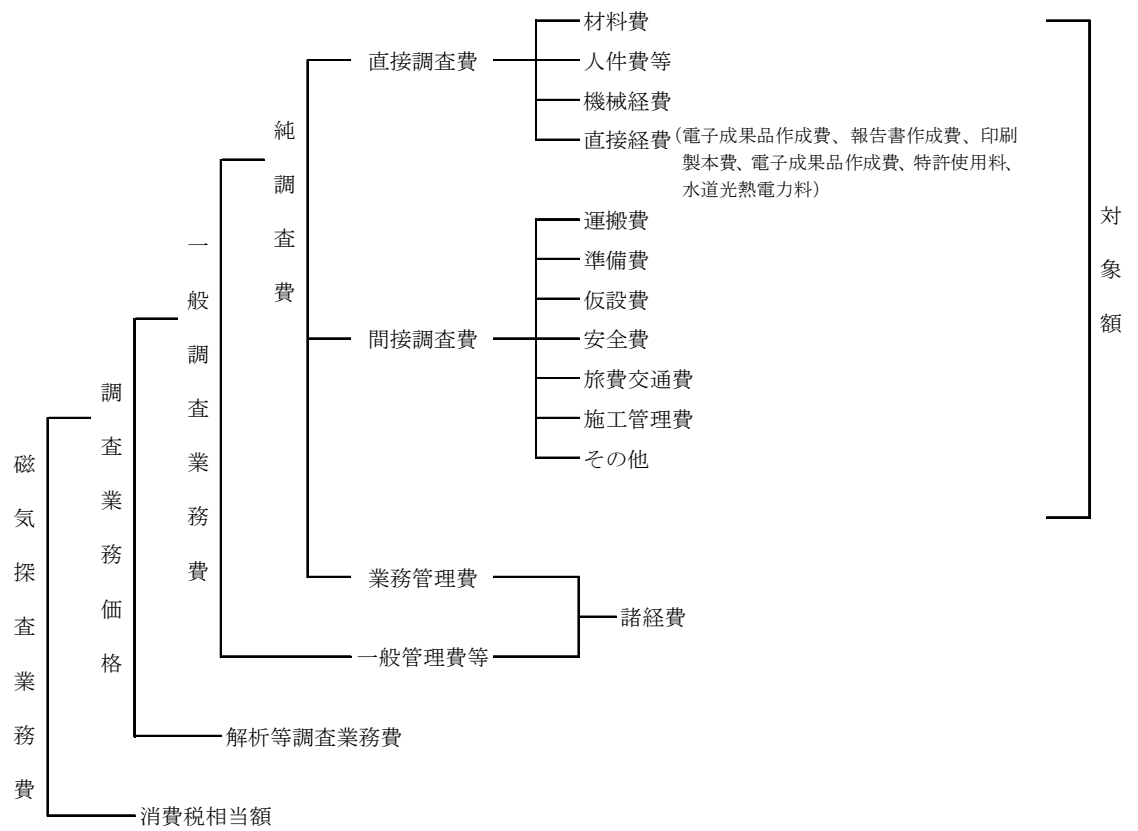 磁気探査業務費
調査業務価格
一般調査業務費
純調査費
直接調査費
材料費
人件費等
機械経費
直接経費(電子成果品作成費、報告書作成費、印刷
製本費、電子成果品作成費、特許使用料、
水道光熱電力料)
間接調査費
運搬費
準備費
仮設費
安全費
旅費交通費
施工管理費
その他
対象額
業務管理費
一般管理費等
諸経費
解析等調査業務費
消費税相当額